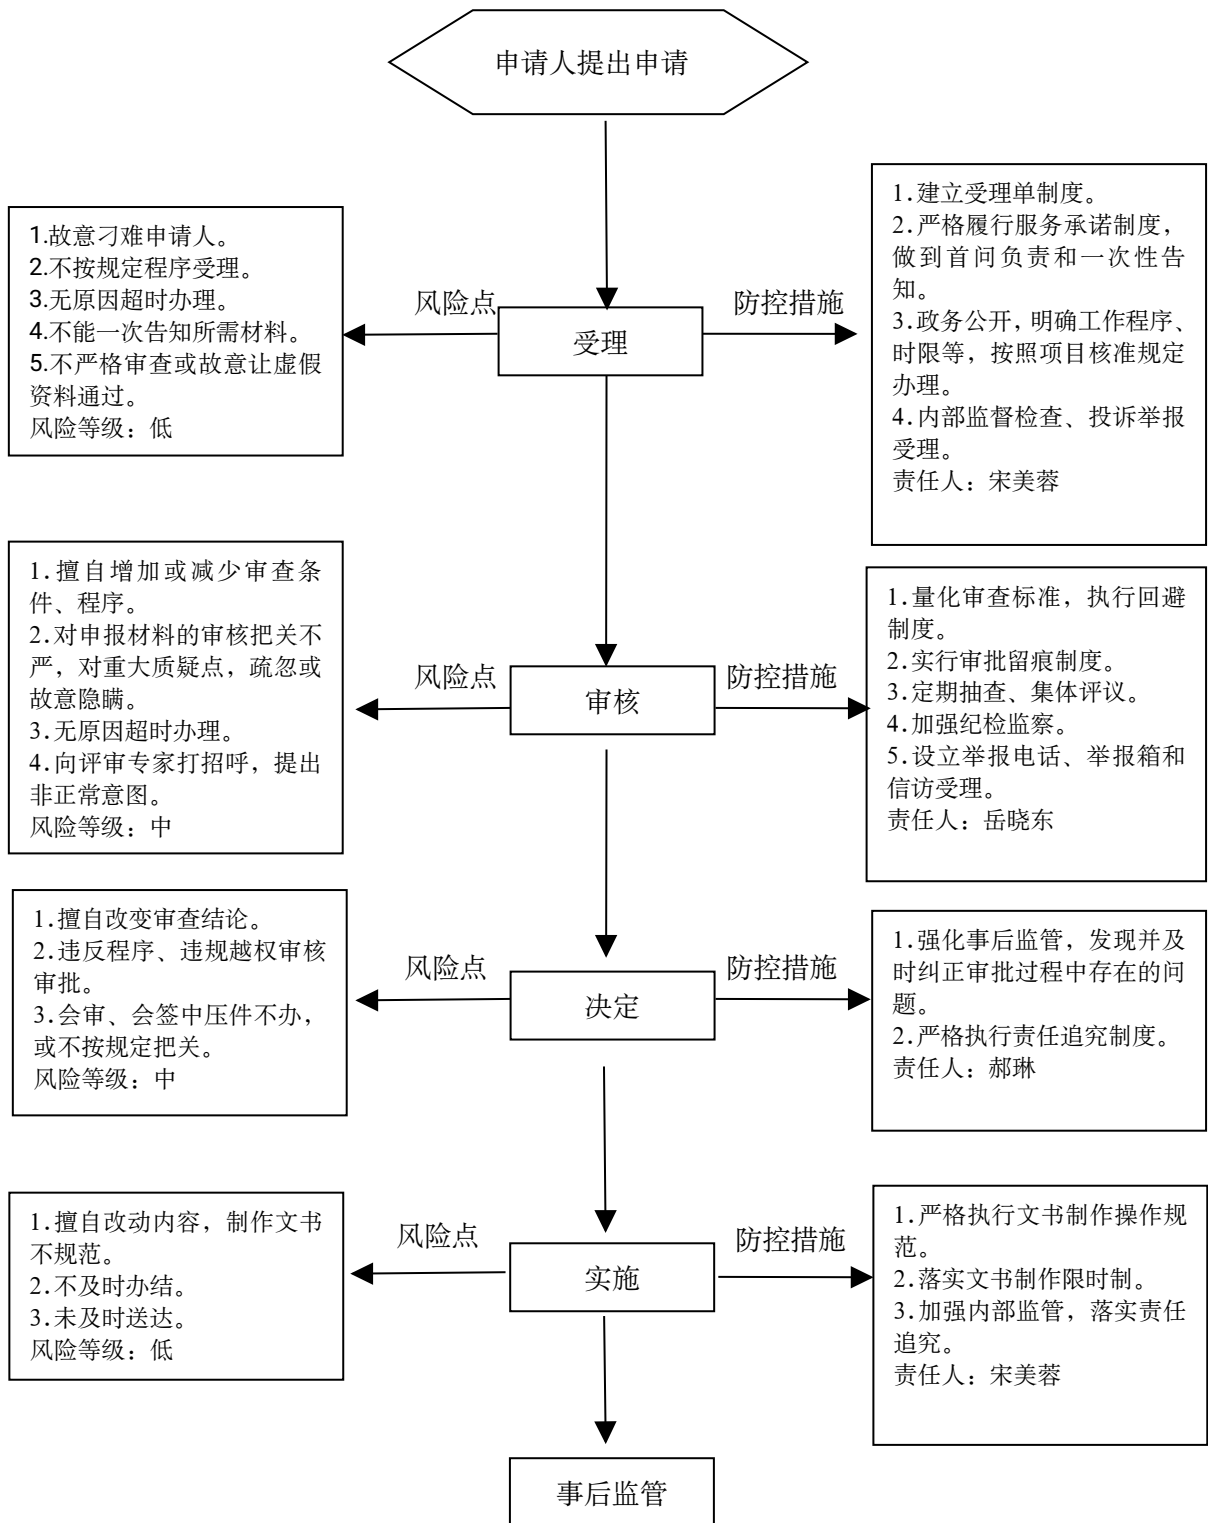 申请人提出申请
1.故意刁难申请人。
2.不按规定程序受理。
3.无原因超时办理。
4.不能一次告知所需材料。
5.不严格审查或故意让虚假
资料通过。
风险等级：低
风险点
受理
防控措施
1.建立受理单制度。
2.严格履行服务承诺制度，
做到首问负责和一次性告
知。
3.政务公开，明确工作程序、
时限等，按照项目核准规定
办理。
4.内部监督检查、投诉举报
受理。
责任人：宋美蓉
1.擅自增加或减少审查条
件、程序。
2.对申报材料的审核把关不
严，对重大质疑点，疏忽或
故意隐瞒。
3.无原因超时办理。
4.向评审专家打招呼，提出
非正常意图。
风险等级：中
风险点
审核
防控措施
1.量化审查标准，执行回避
制度。
2.实行审批留痕制度。
3.定期抽查、集体评议。
4.加强纪检监察。
5.设立举报电话、举报箱和
信访受理。
责任人：岳晓东
1.擅自改变审查结论。
2.违反程序、违规越权审核
审批。
3.会审、会签中压件不办，
或不按规定把关。
风险等级：中
风险点
决定
防控措施
1.强化事后监管，发现并及
时纠正审批过程中存在的问
题。
2.严格执行责任追究制度。
责任人：郝琳
1.擅自改动内容，制作文书
不规范。
2.不及时办结。
3.未及时送达。
风险等级：低
风险点
实施
防控措施
1.严格执行文书制作操作规
范。
2.落实文书制作限时制。
3.加强内部监管，落实责任
追究。
责任人：宋美蓉
事后监管